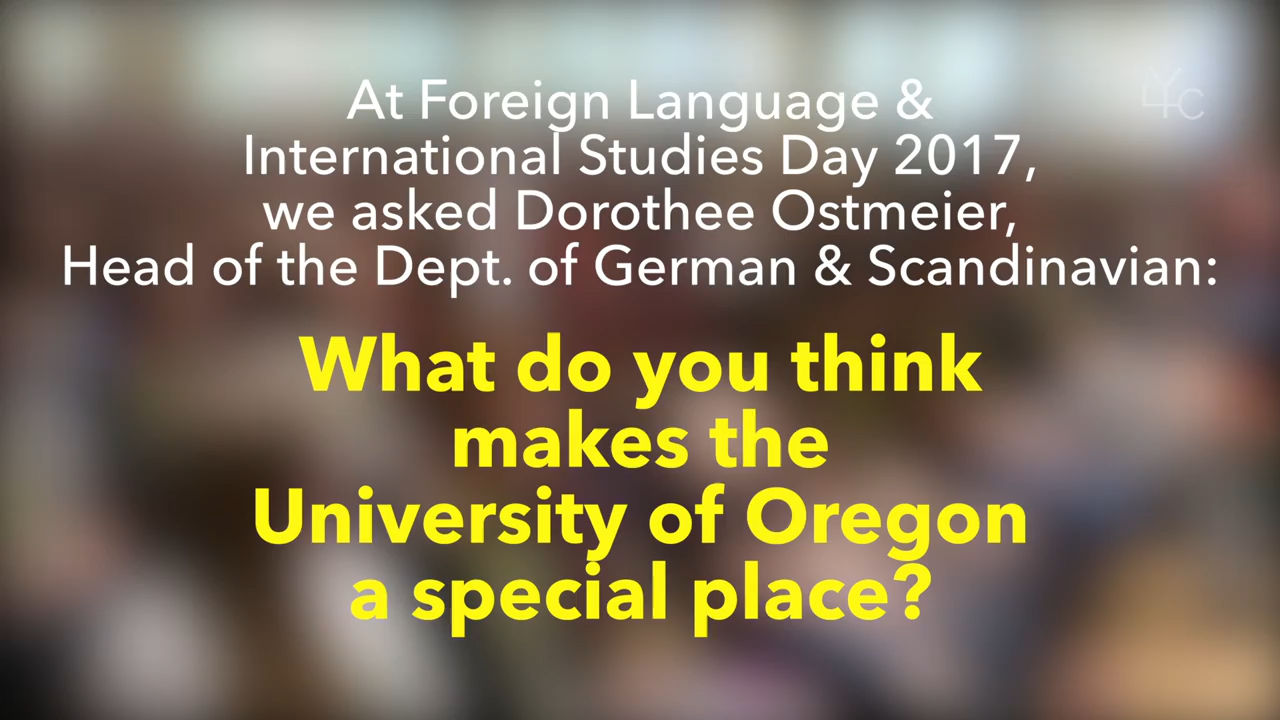 At Foreign Language &
International Studies Day 2017,
we asked Dorothee Ostmeier,
Head of the Dept. of German & Scandinavian:
What do you think
makes the
University of Oregon
a special place?